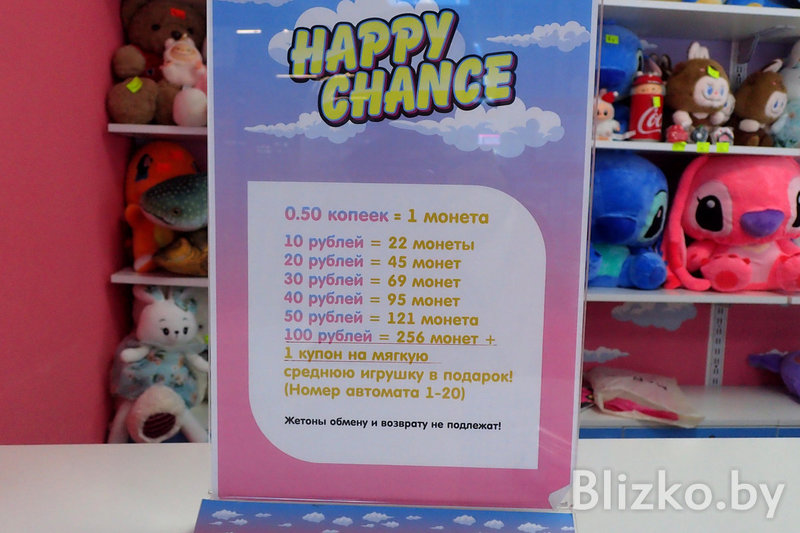 HAPPY
CHANCE
0.50 копеек = 1 монета
10 рублей = 22 монеты
20 рублей = 45 монет
30 рублей = 69 монет
40 рублей = 95 монет
50 рублей = 121 монета
100 рублей = 256 монет +
1 купон на мягкую
среднюю игрушку в подарок!
(Номер автомата 1-20)
Жетоны обмену и возврату не подлежат!
Blizko.by